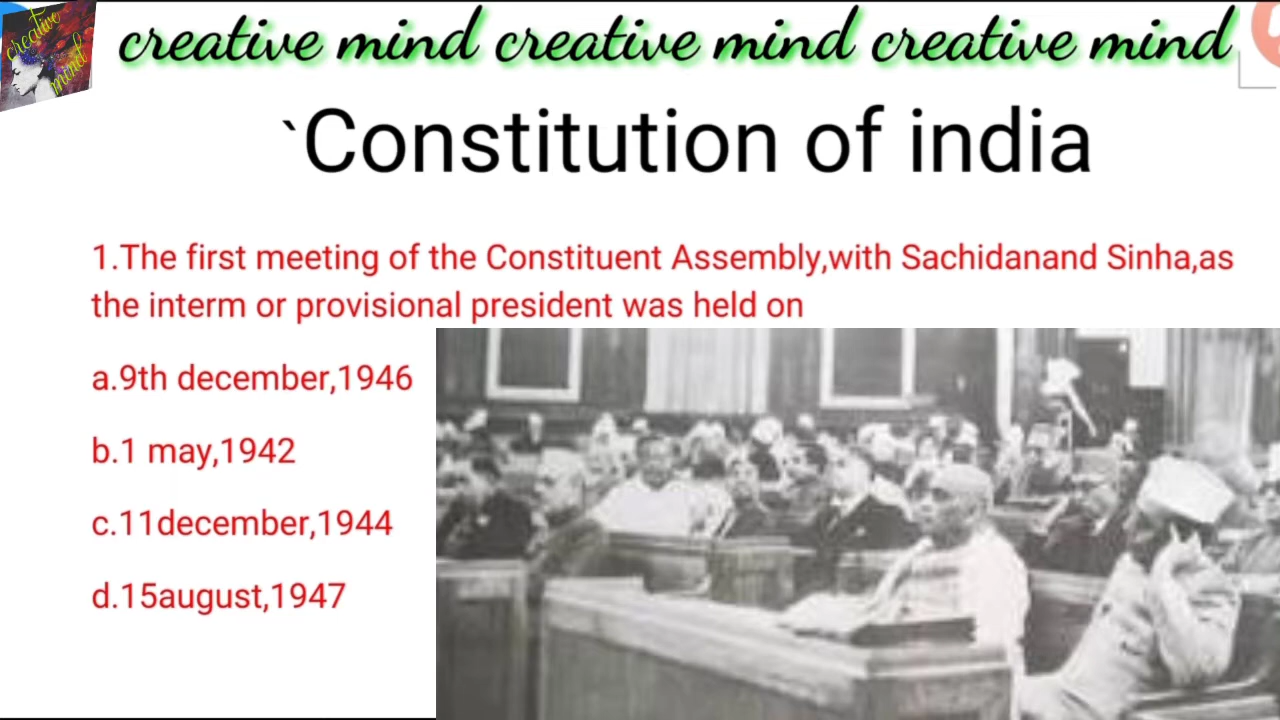 creative mind
creative mind creative mind creative mind
`Constitution of india
1.The first meeting of the Constituent Assembly,with Sachidanand Sinha,as
the interm or provisional president was held on
a.9th december,1946
b.1 may,1942
c.11december,1944
d.15august,1947